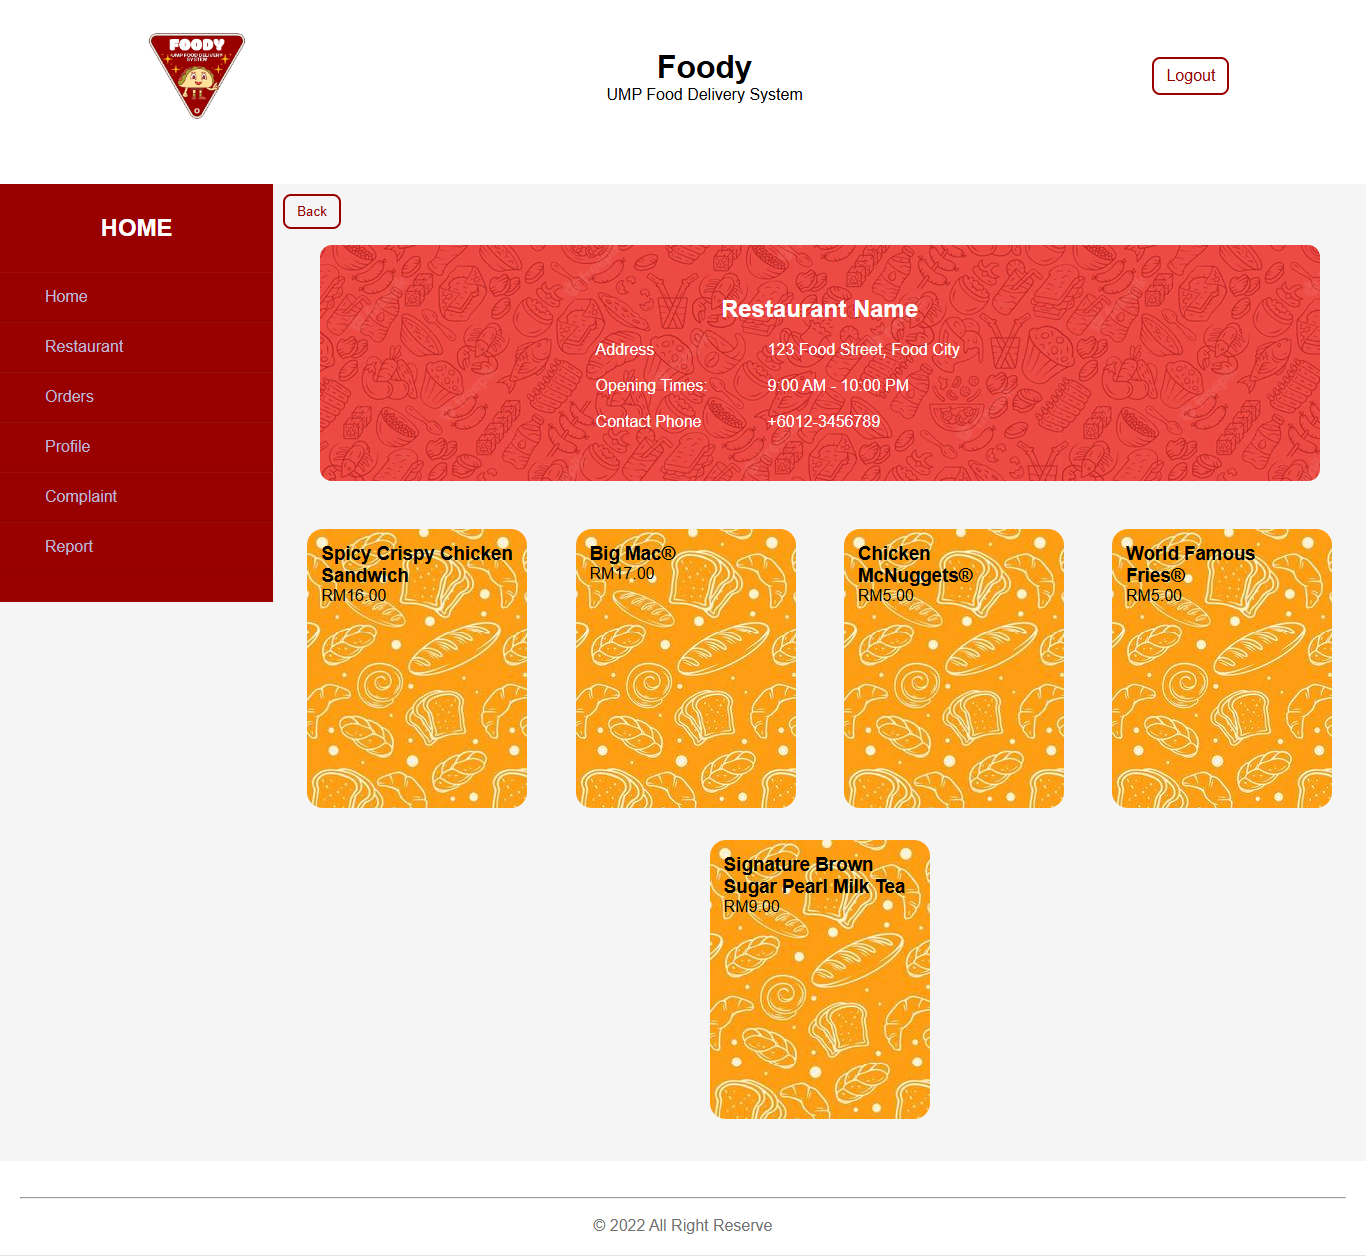 FOODY
UMP FOOD DELIVERY
SYSTEM
Foody
UMP Food Delivery System
Logout
HOME
Home
Restaurant
Orders
Profile
Complaint
Report
Back
Restaurant Name
Address 123 Food Street, Food City
Opening Times: 9:00 AM - 10:00 PM
Contact Phone +6012-3456789
Spicy Crispy Chicken
Sandwich
RM16.00
Big Mac®
RM17.00
Chicken
McNuggets®
RM5.00
World Famous
Fries®
RM5.00
Signature Brown
Sugar Pearl Milk Tea
RM9.00
© 2022 All Right Reserve